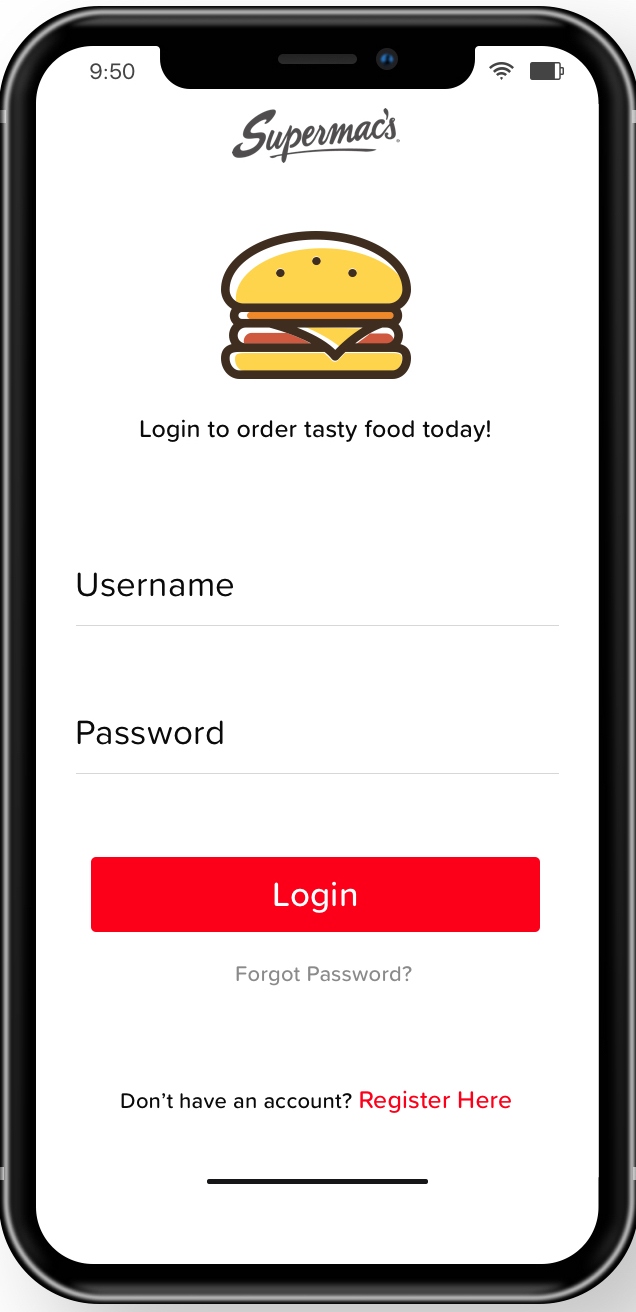 9:50
Supermac's
Login to order tasty food today!
Username
Password
Login
Forgot Password?
Don’t have an account? Register Here